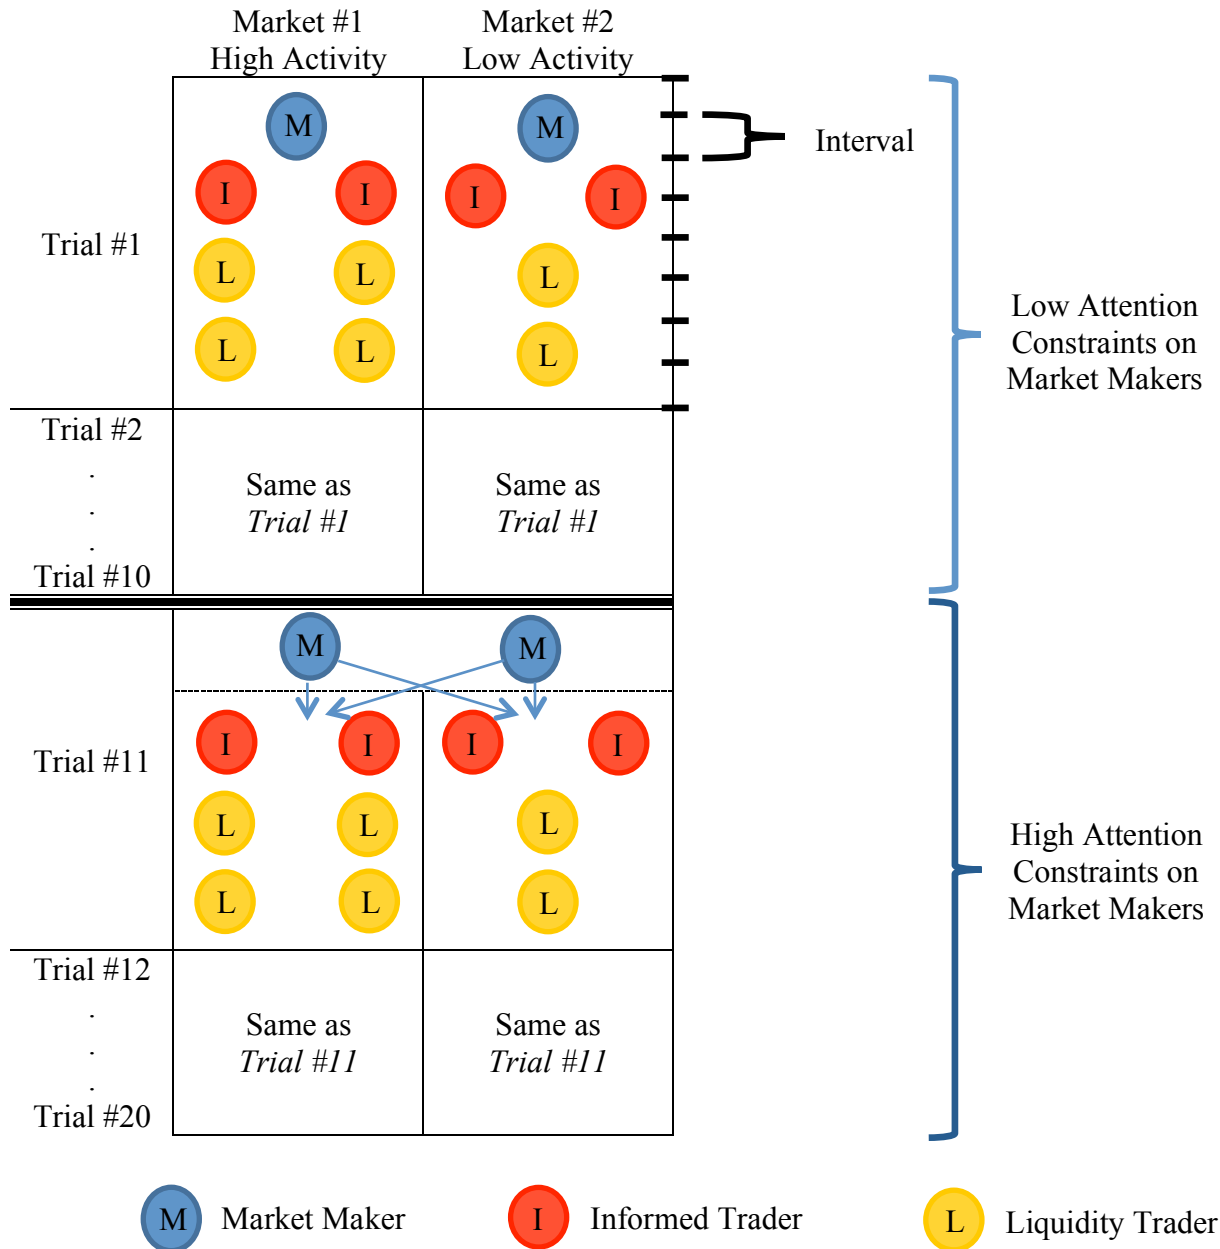 Market #1
High Activity
Market #2
Low Activity
M
M
Interval
I
I
I
I
Trial #1
L
L
L
L
L
L
Low Attention
Constraints on
Market Makers
Trial #2
.
.
.
Trial #10
Same as
Trial #1
Same as
Trial #1
M
M
Trial #11
I
I
I
I
L
L
L
L
L
L
High Attention
Constraints on
Market Makers
Trial #12
.
.
.
Trial #20
Same as
Trial #11
Same as
Trial #11
M Market Maker
I Informed Trader
L Liquidity Trader